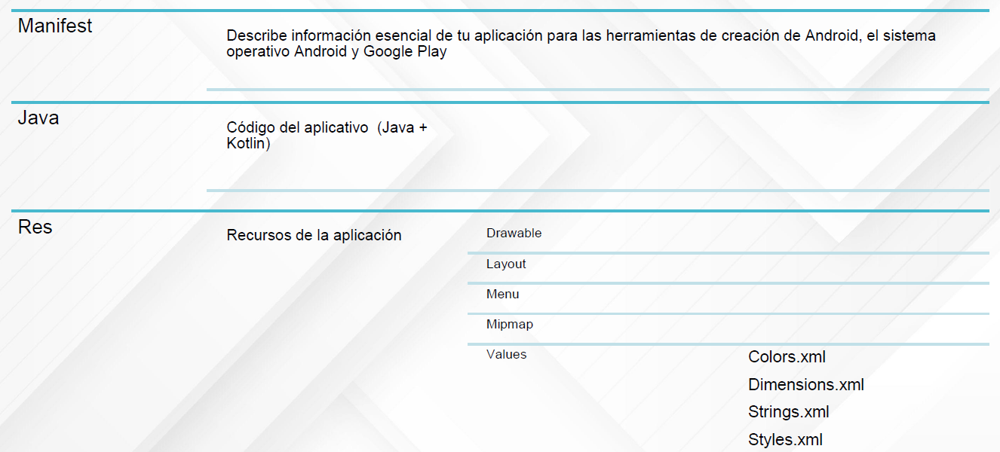 Manifest
Describe información esencial de tu aplicación para las herramientas de creación de Android, el sistema
operativo Android y Google Play
Java
Código del aplicativo  (Java +
Kotlin)
Res
Recursos de la aplicación
Drawable
Layout
Menu
Mipmap
Values
Colors.xml
Dimensions.xml
Strings.xml
Styles.xml